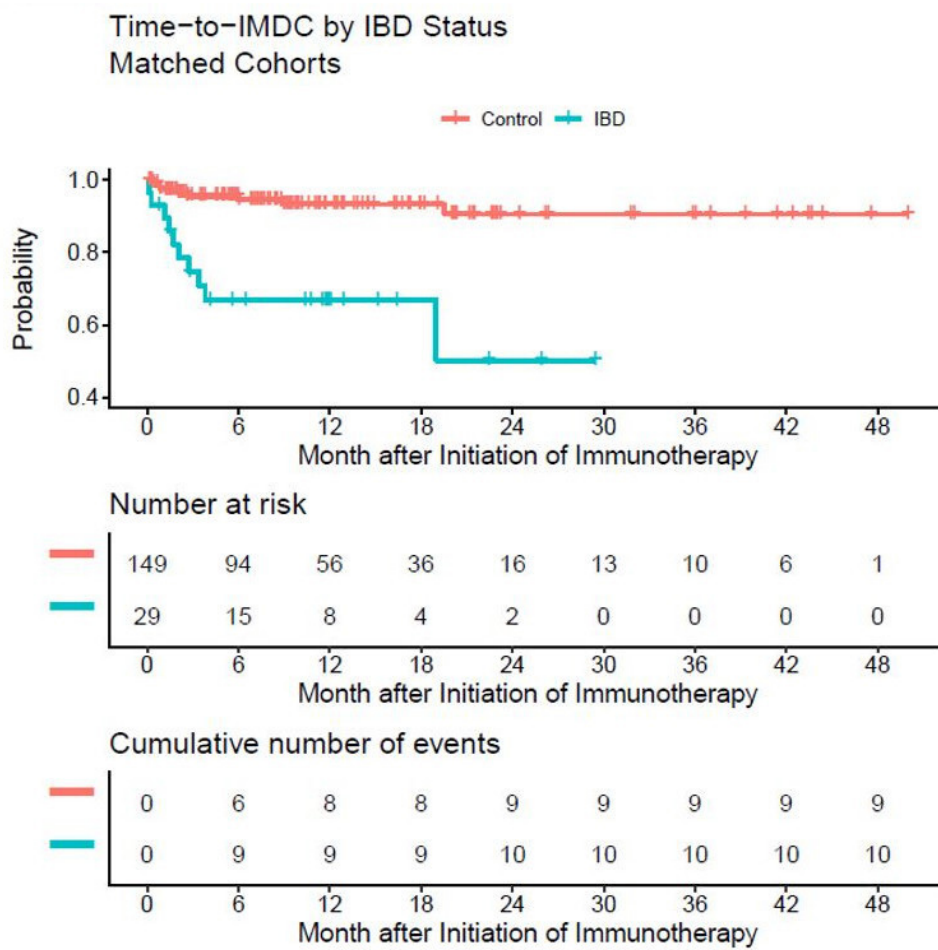 Time-to-IMDC by IBD Status
Matched Cohorts
Control IBD
1.0
0.8
0.6
0.4
Probability
0 6 12 18 24 30 36 42 48
Month after Initiation of Immunotherapy
Number at risk
149 94 56 36 16 13 10 6 1
29 15 8 4 2 0 0 0 0
0 6 12 18 24 30 36 42 48
Month after Initiation of Immunotherapy
Cumulative number of events
0 6 8 8 9 9 9 9 9
0 9 9 9 10 10 10 10 10
0 6 12 18 24 30 36 42 48
Month after Initiation of Immunotherapy